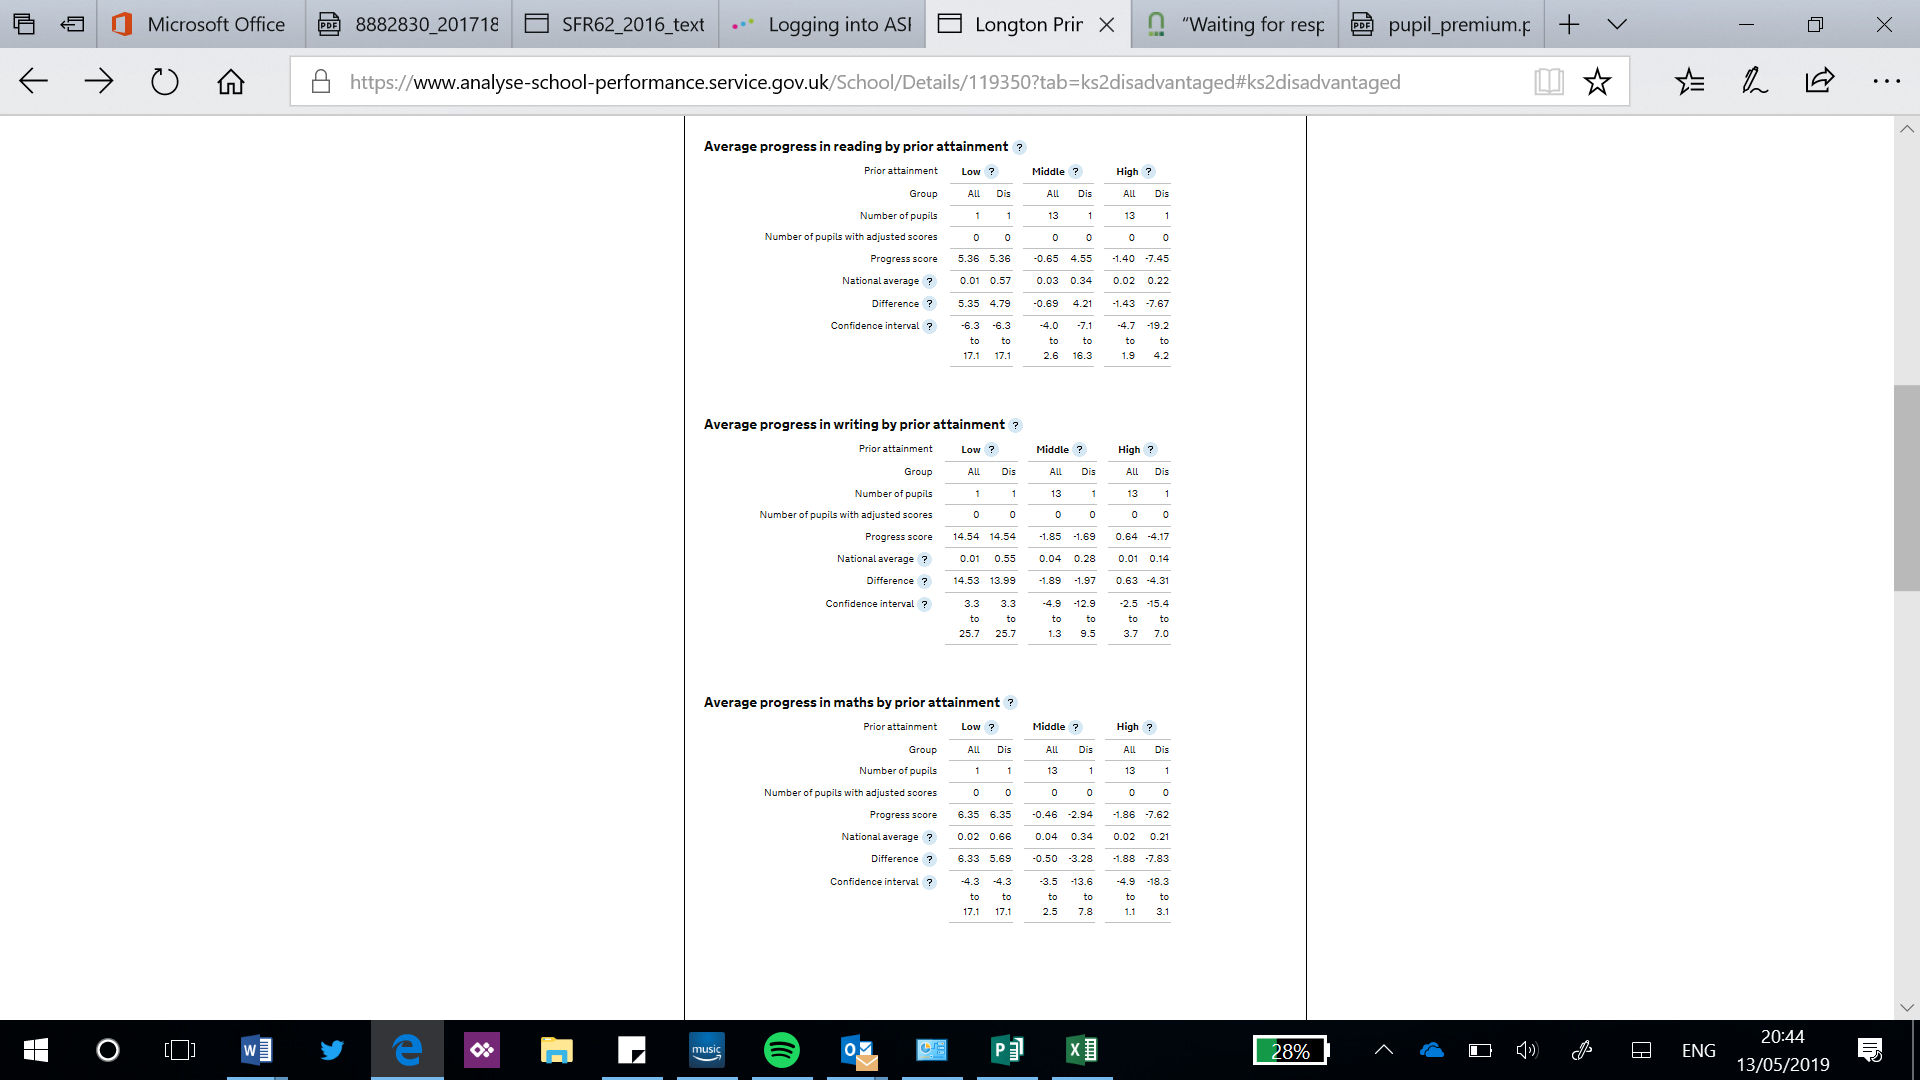 Microsoft Office
8882830_201718
SFR62_2016_text
Logging into ASI
Longton Prir
“Waiting for resp
pupil_premium.p
https://www.analyse-school-performance.service.gov.uk/School/Details/119350?tab=ks2disadvantaged#ks2disadvantaged
Average progress in reading by prior attainment ?
Prior attainment Low ? Middle ? High ?
Group All Dis All Dis All Dis
Number of pupils 1 1 13 1 13 1
Number of pupils with adjusted scores 0 0 0 0 0 0
Progress score 5.36 5.36 -0.65 4.55 -1.40 -7.45
National average ? 0.01 0.57 0.03 0.34 0.02 0.22
Difference ? 5.35 4.79 -0.69 4.21 -1.43 -7.67
Confidence interval ? -6.3 -6.3 -4.0 -7.1 -4.7 -19.2
to to to to to to
17.1 17.1 2.6 16.3 1.9 4.2
Average progress in writing by prior attainment ?
Prior attainment Low ? Middle ? High ?
Group All Dis All Dis All Dis
Number of pupils 1 1 13 1 13 1
Number of pupils with adjusted scores 0 0 0 0 0 0
Progress score 14.54 14.54 -1.85 -1.69 0.64 -4.17
National average ? 0.01 0.55 0.04 0.28 0.01 0.14
Difference ? 14.53 13.99 -1.89 -1.97 0.63 -4.31
Confidence interval ? 3.3 3.3 -4.9 -12.9 -2.5 -15.4
to to to to to to
25.7 25.7 1.3 9.5 3.7 7.0
Average progress in maths by prior attainment ?
Prior attainment Low ? Middle ? High ?
Group All Dis All Dis All Dis
Number of pupils 1 1 13 1 13 1
Number of pupils with adjusted scores 0 0 0 0 0 0
Progress score 6.35 6.35 -0.46 -2.94 -1.86 -7.62
National average ? 0.02 0.66 0.04 0.34 0.02 0.21
Difference ? 6.33 5.69 -0.50 -3.28 -1.88 -7.83
Confidence interval ? -4.3 -4.3 -3.5 -13.6 -4.9 -18.3
to to to to to to
17.1 17.1 2.5 7.8 1.1 3.1
music
28%
ENG
20:44
13/05/2019